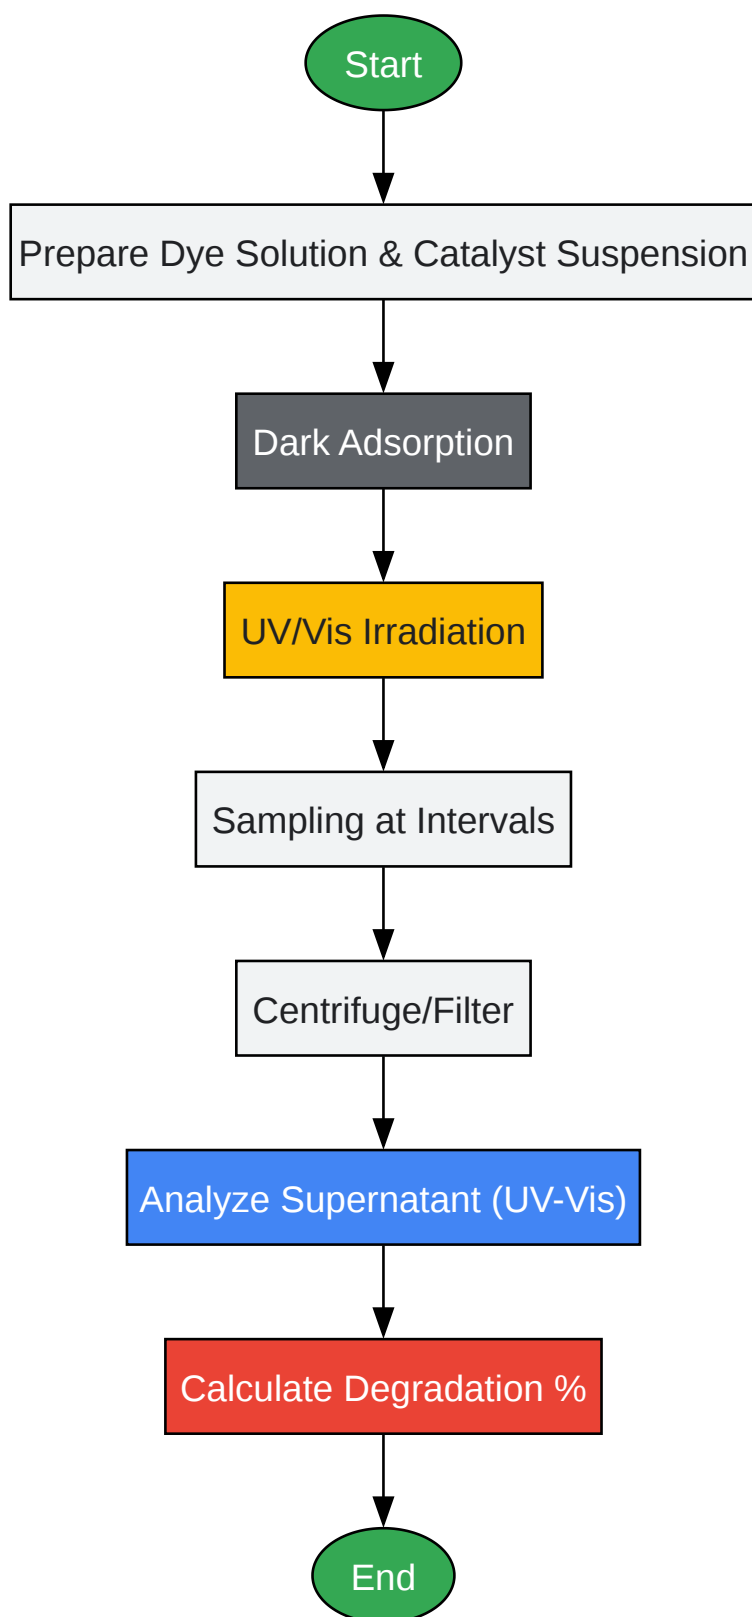 Start
Prepare Dye Solution & Catalyst Suspension
Dark Adsorption
UV/Vis Irradiation
Sampling at Intervals
Centrifuge/Filter
Analyze Supernatant (UV-Vis)
Calculate Degradation %
End